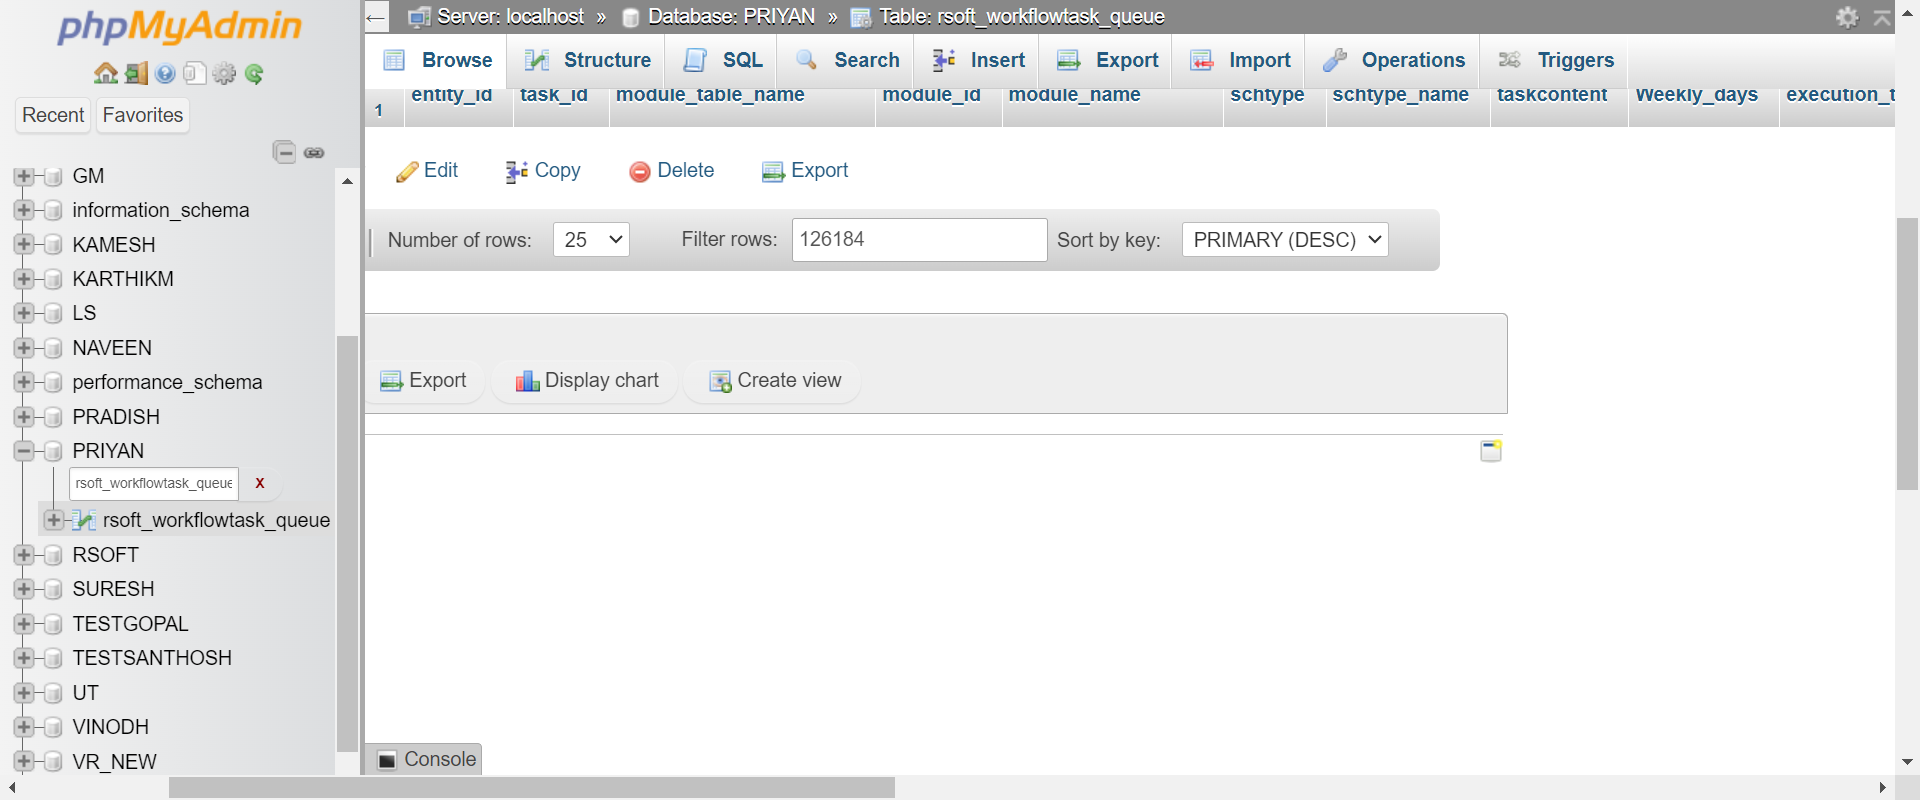 phpMyAdmin
Recent
Favorites
GM
information_schema
KAMESH
KARTHIKM
LS
NAVEEN
performance_schema
PRADISH
PRIYAN
rsoft_workflowtask_queue
X
rsoft_workflowtask_queue
RSOFT
SURESH
TESTGOPAL
TESTSANTHOSH
UT
VINODH
VR_NEW
Server: localhost » Database: PRIYAN » Table: rsoft_workflowtask_queue
Browse Structure SQL Search Insert Export Import Operations Triggers
1 entity_id task_id module_table_name module_id module_name schtype schtype_name taskcontent Weekly_days execution_t
Edit Copy Delete Export
Number of rows: 25 Filter rows: 126184 Sort by key: PRIMARY (DESC)
Export Display chart Create view
Console